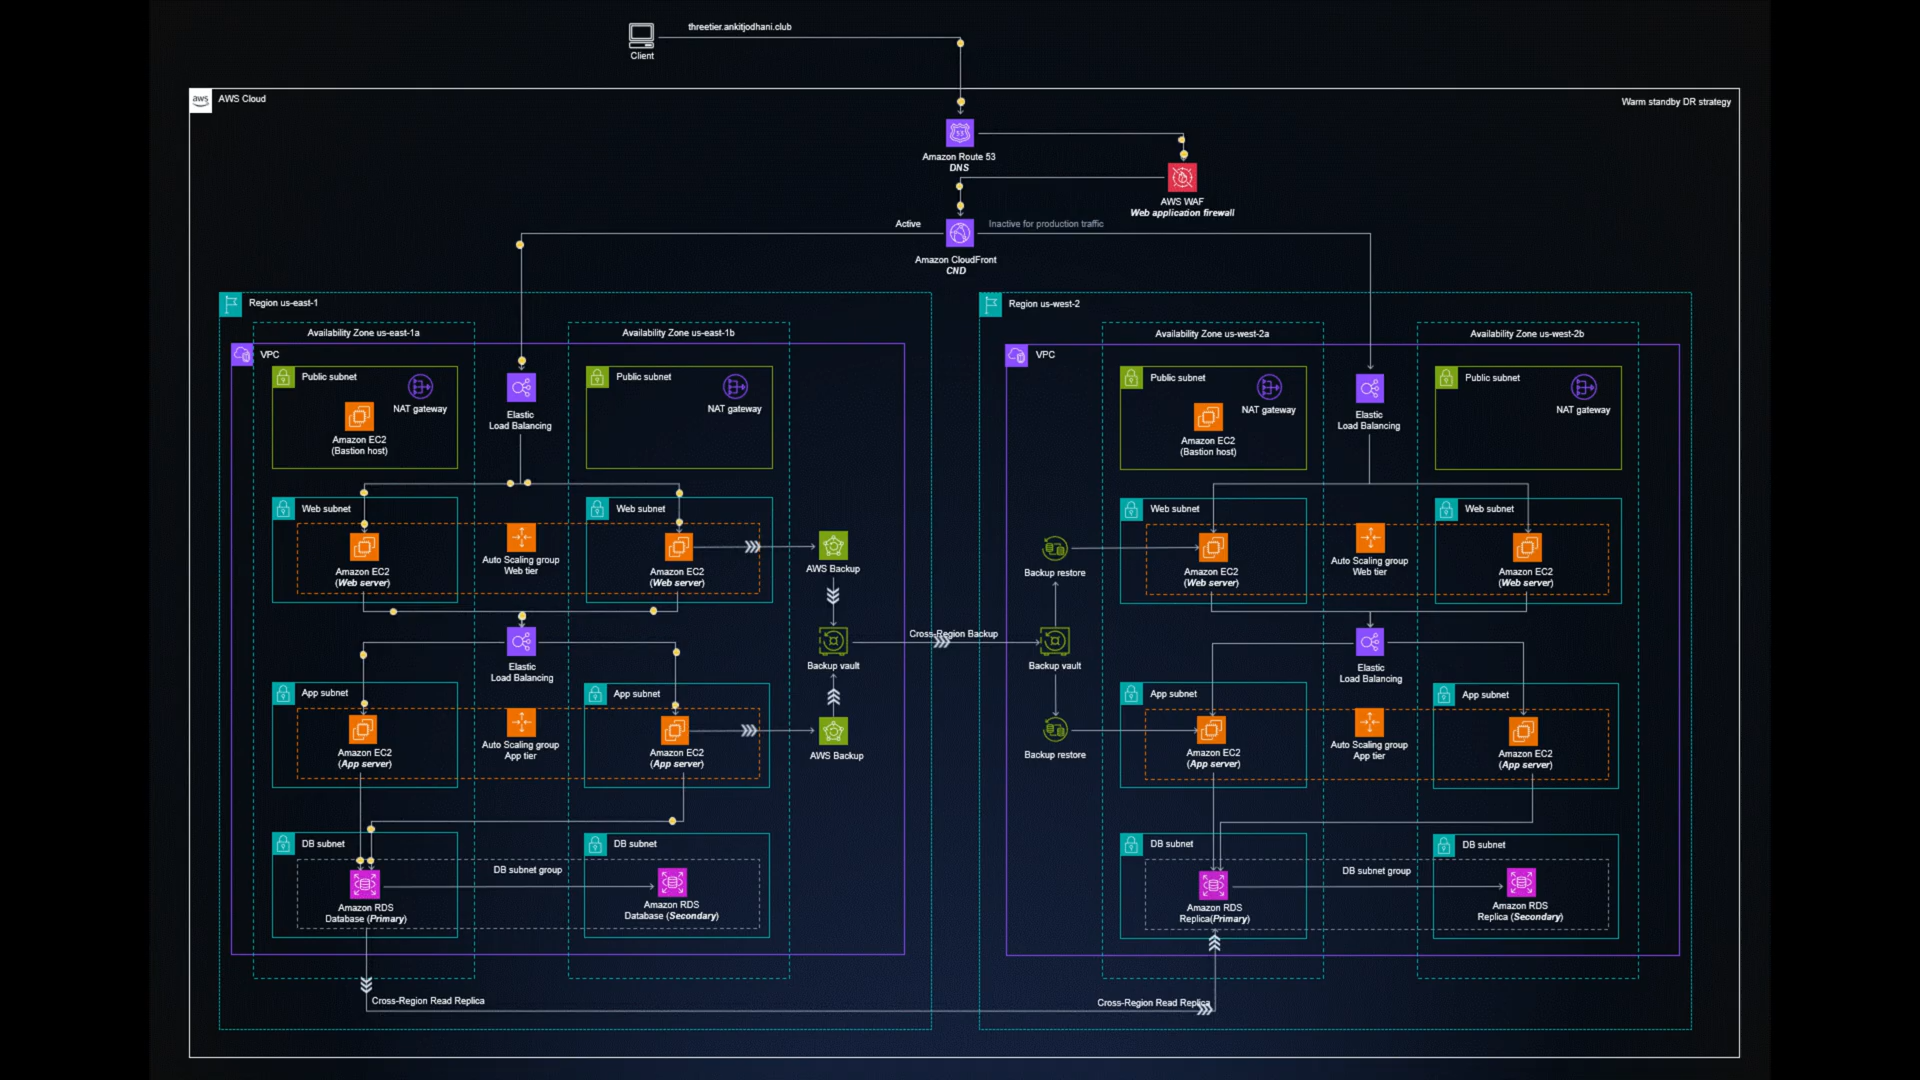 threetier.ankitjodhani.club
Client
aws
AWS Cloud
Warm standby DR strategy
53
Amazon Route 53
DNS
AWS WAF
Web application firewall
Active
Inactive for production traffic
Amazon CloudFront
CND
Region us-east-1
Availability Zone us-east-1a
Availability Zone us-east-1b
VPC
Public subnet
NAT gateway
Amazon EC2
(Bastion host)
Elastic
Load Balancing
Public subnet
NAT gateway
Web subnet
Amazon EC2
(Web server)
Auto Scaling group
Web tier
Web subnet
Amazon EC2
(Web server)
AWS Backup
Elastic
Load Balancing
Backup vault
Cross-Region Backup
App subnet
Amazon EC2
(App server)
Auto Scaling group
App tier
App subnet
Amazon EC2
(App server)
AWS Backup
DB subnet
DB subnet group
DB subnet
Amazon RDS
Database (Primary)
Amazon RDS
Database (Secondary)
Cross-Region Read Replica
Region us-west-2
Availability Zone us-west-2a
Availability Zone us-west-2b
VPC
Public subnet
NAT gateway
Amazon EC2
(Bastion host)
Elastic
Load Balancing
Public subnet
NAT gateway
Backup restore
Web subnet
Amazon EC2
(Web server)
Auto Scaling group
Web tier
Web subnet
Amazon EC2
(Web server)
Backup vault
Elastic
Load Balancing
Backup restore
App subnet
Amazon EC2
(App server)
Auto Scaling group
App tier
App subnet
Amazon EC2
(App server)
DB subnet
DB subnet group
DB subnet
Amazon RDS
Replica(Primary)
Amazon RDS
Replica (Secondary)
Cross-Region Read Replica